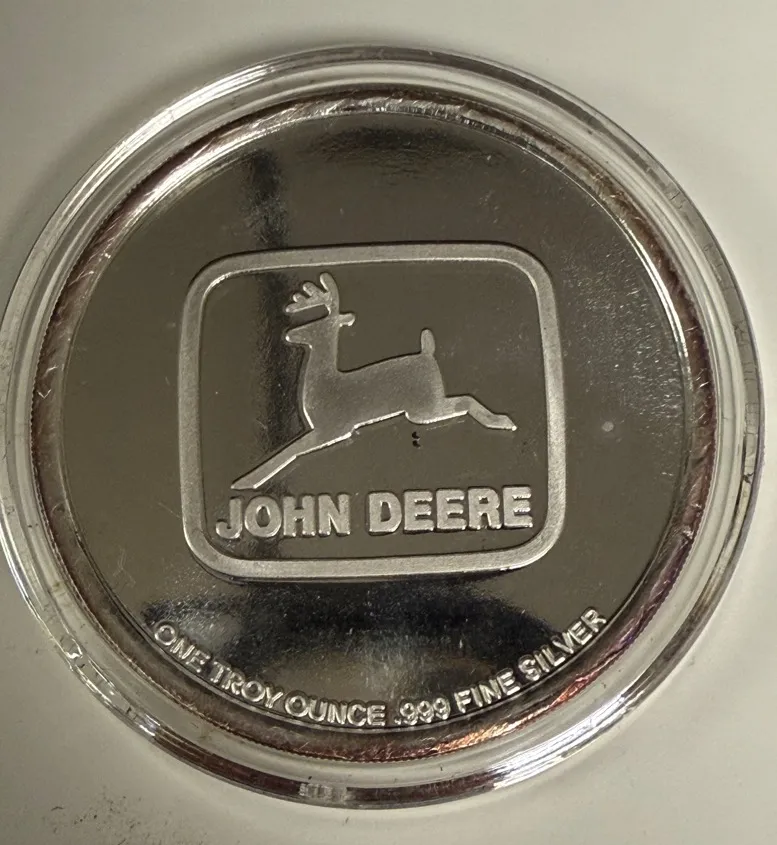 JOHN DEERE
ONE TROY OUNCE .999 FINE SILVER